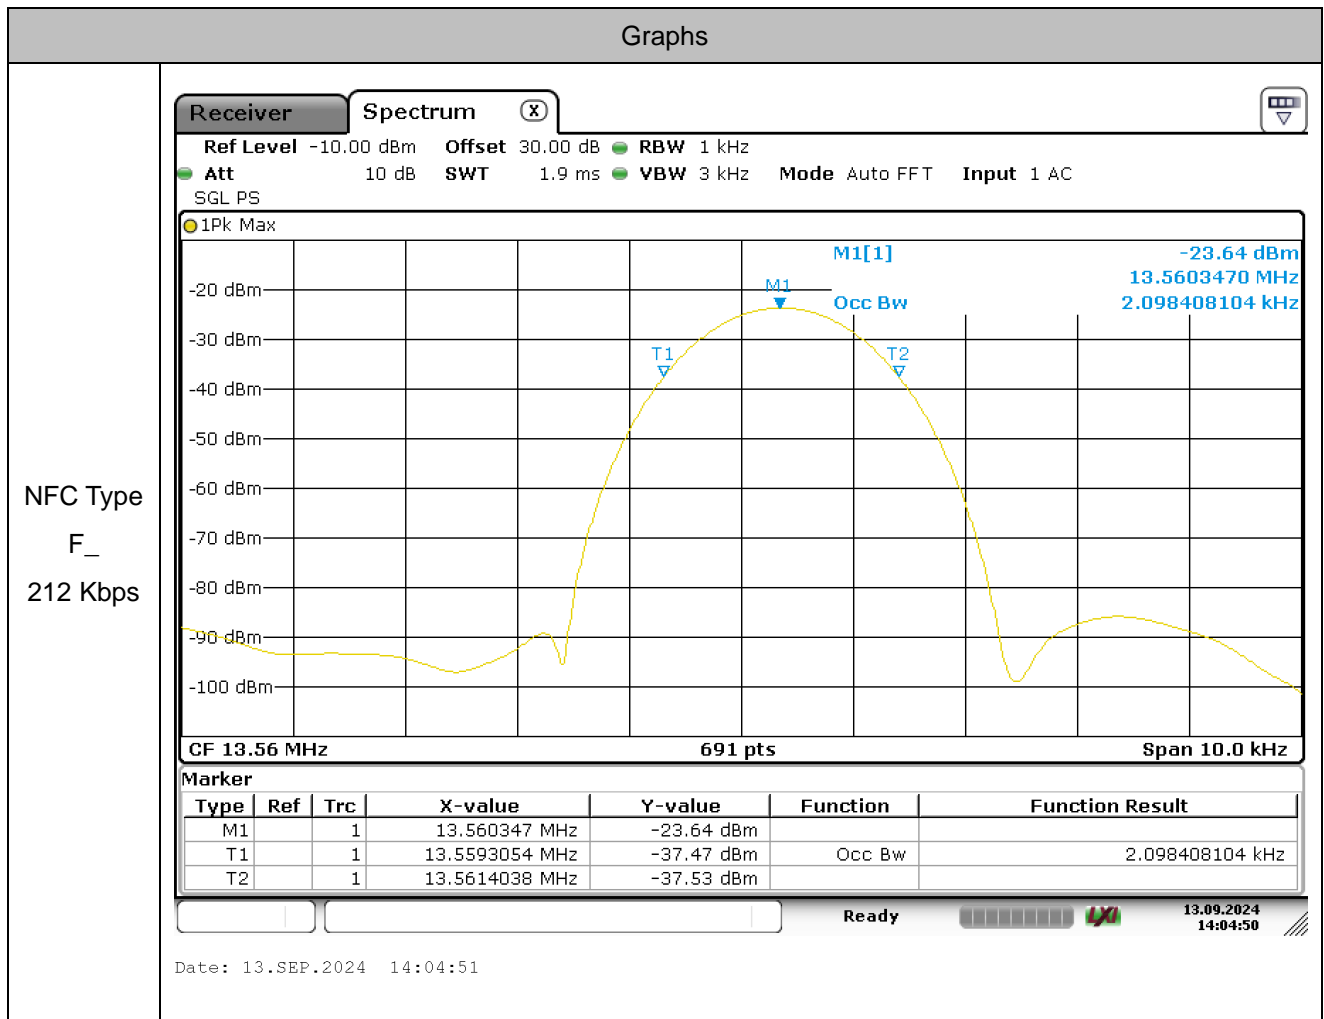 Graphs
NFC Type
F_
212 Kbps
Receiver Spectrum X
Ref Level -10.00 dBm Offset 30.00 dB RBW 1 kHz
Att 10 dB SWT 1.9 ms VBW 3 kHz Mode Auto FFT Input 1 AC
SGL PS
1Pk Max
M1[1] -23.64 dBm
13.5603470 MHz
Occ Bw 2.098408104 kHz
M1
T1
T2
-20 dBm
-30 dBm
-40 dBm
-50 dBm
-60 dBm
-70 dBm
-80 dBm
-90 dBm
-100 dBm
CF 13.56 MHz 691 pts Span 10.0 kHz
Marker
Type Ref Trc X-value Y-value Function Function Result
M1 1 13.560347 MHz -23.64 dBm
T1 1 13.5593054 MHz -37.47 dBm Occ Bw 2.098408104 kHz
T2 1 13.5614038 MHz -37.53 dBm
Ready LXI 13.09.2024
14:04:50
Date: 13.SEP.2024 14:04:51